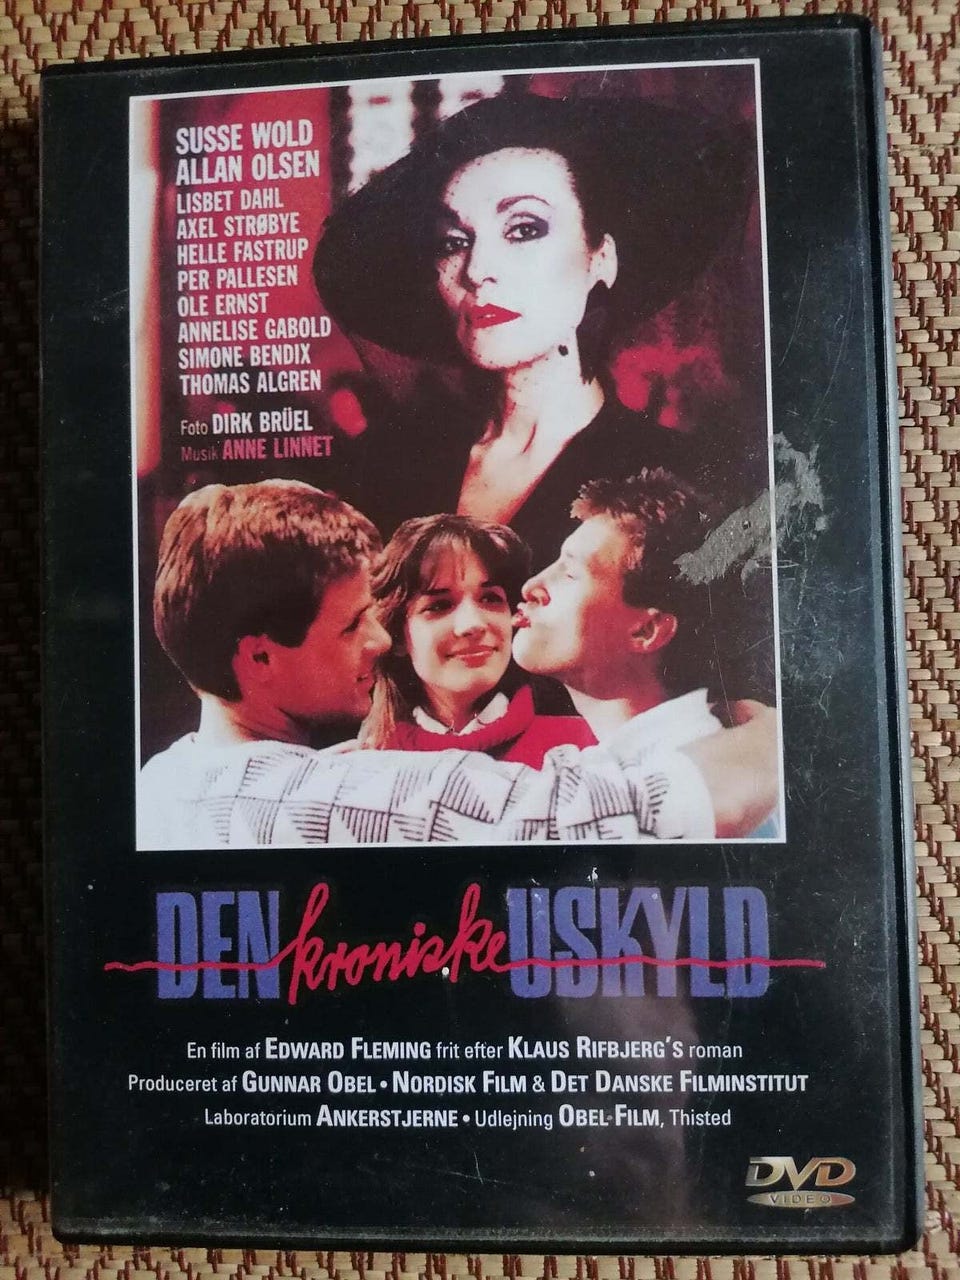 SUSSE WOLD
ALLAN OLSEN
LISBET DAHL
AXEL STRØBYE
HELLE FASTRUP
PER PALLESEN
OLE ERNST
ANNELISE GABOLD
SIMONE BENDIX
THOMAS ALGREN
Foto DIRK BRÜEL
Musik ANNE LINNET
DEN kroniske USKYLD
En film af EDWARD FLEMING frit efter KLAUS RIFBJERG'S roman
Produceret af GUNNAR OBEL • NORDISK FILM & DET DANSKE FILMINSTITUT
Laboratorium ANKERSTJERNE • Udlejning OBEL-FILM, Thisted
DVD
VIDEO